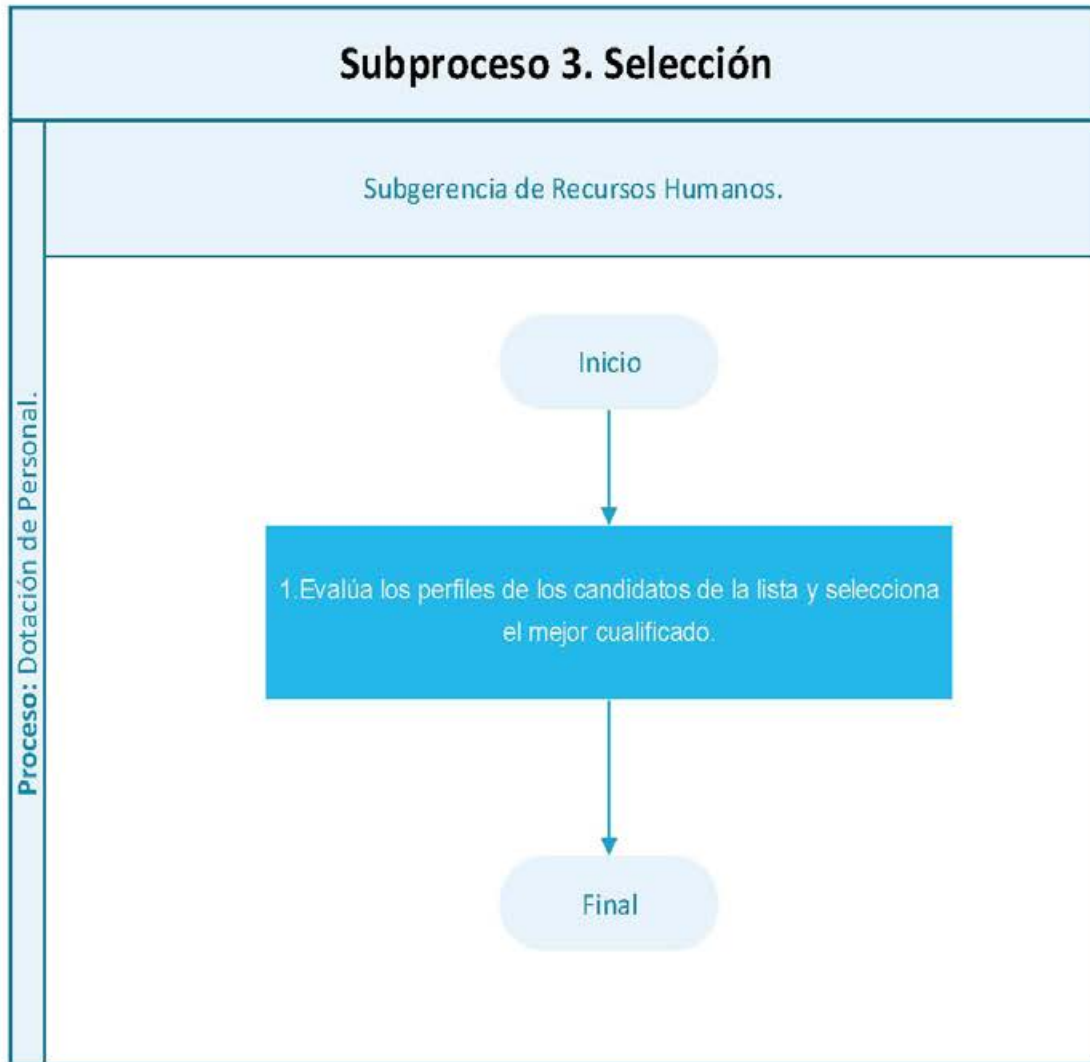 Subproceso 3. Selección
Subgerencia de Recursos Humanos.
Proceso: Dotación de Personal.
Inicio
1.Evalúa los perfiles de los candidatos de la lista y selecciona
el mejor cualificado.
Final